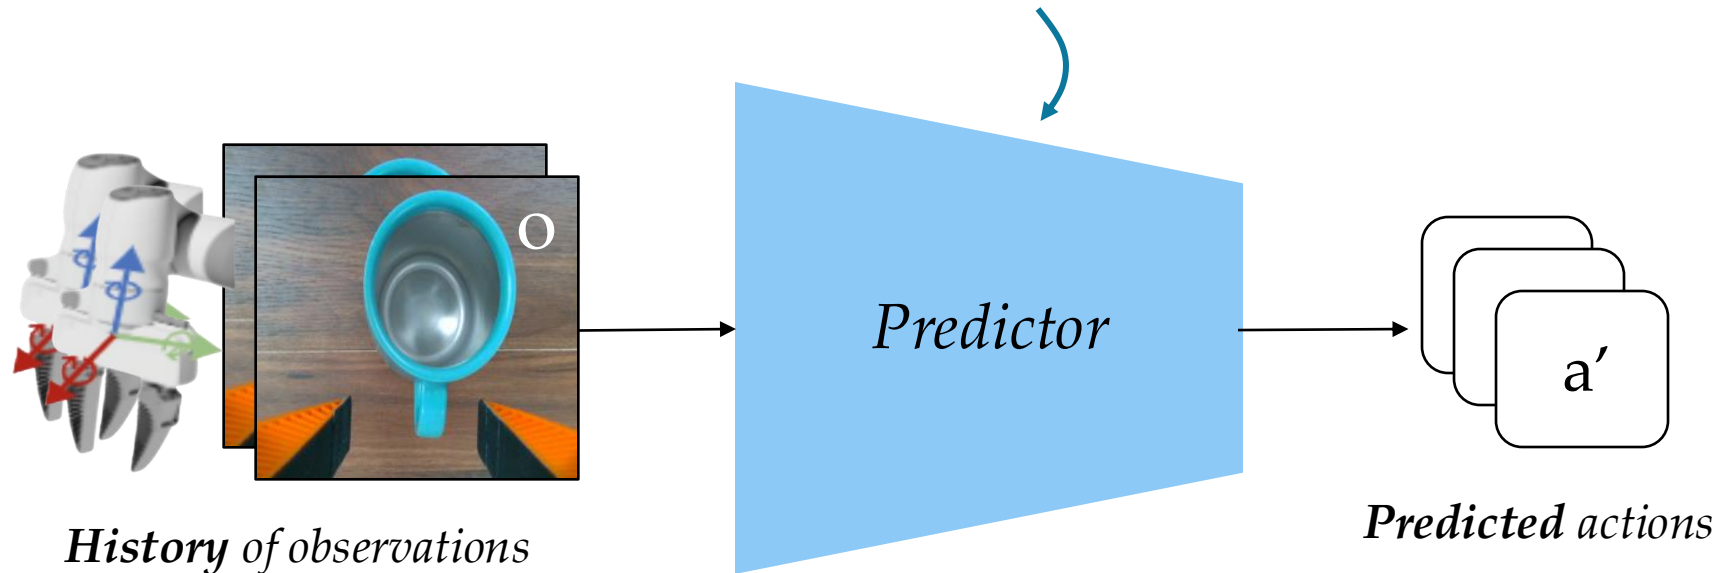 o
Predictor
a′
History of observations
Predicted actions